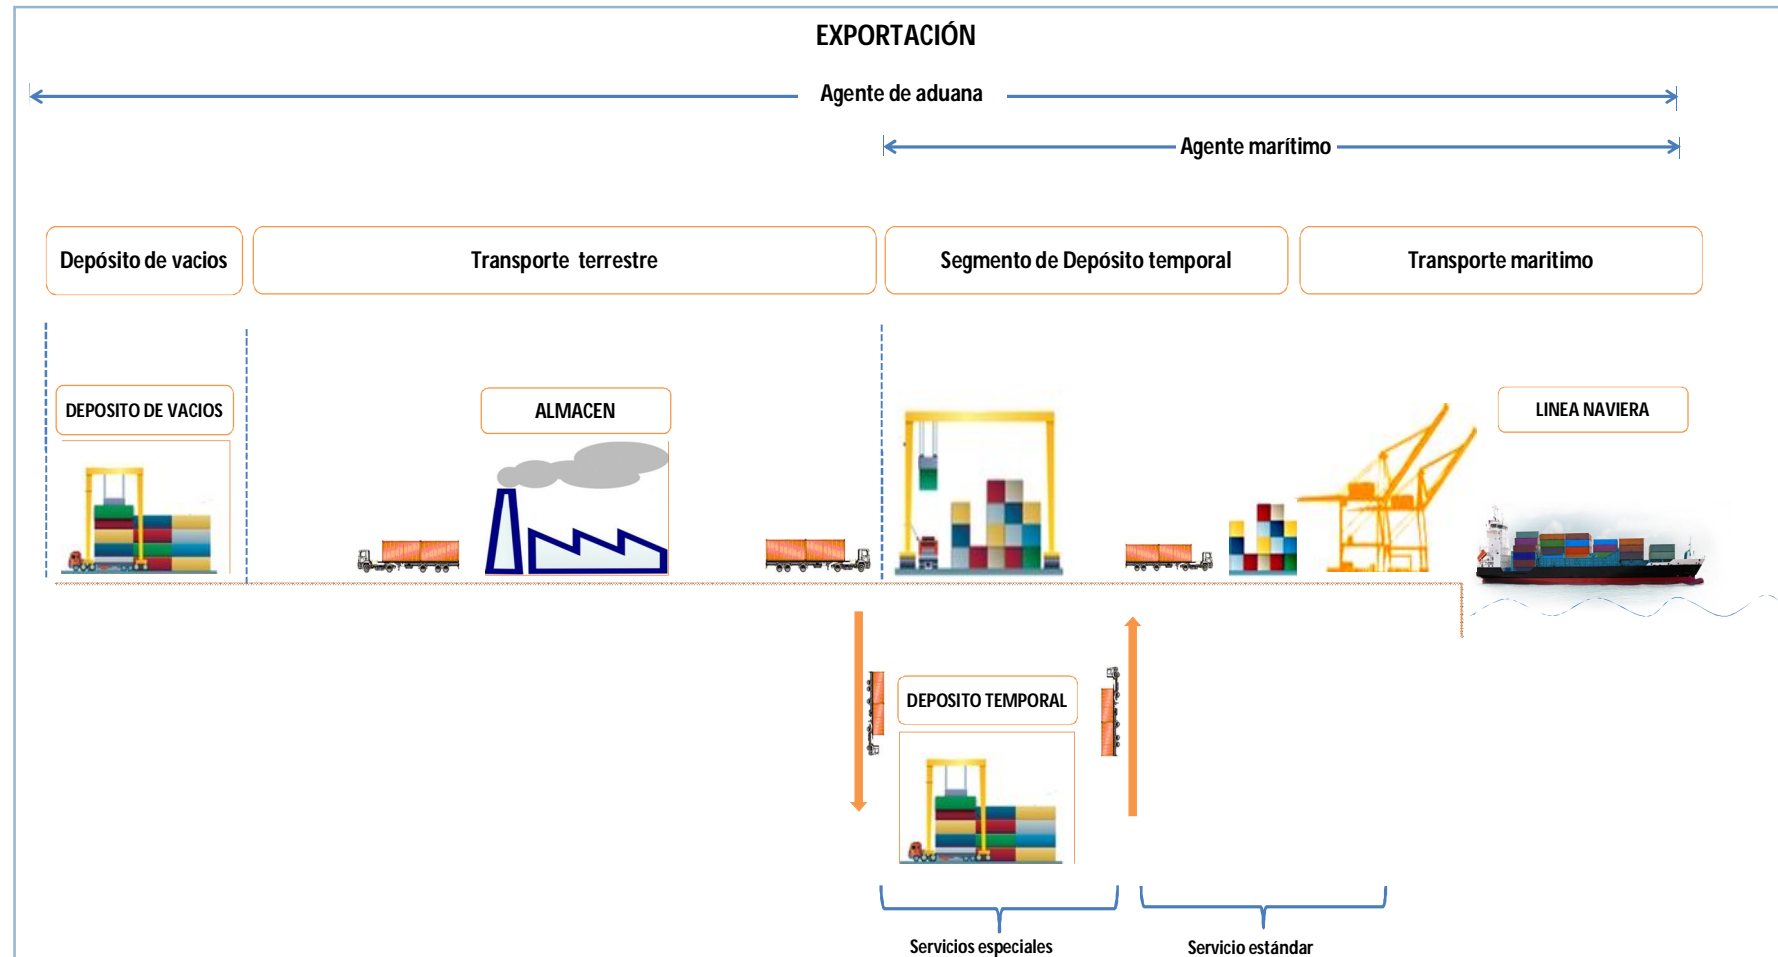 EXPORTACIÓN
Agente de aduana
Agente marítimo
Depósito de vacios
Transporte terrestre
Segmento de Depósito temporal
Transporte maritimo
DEPOSITO DE VACIOS
ALMACEN
LINEA NAVIERA
DEPOSITO TEMPORAL
Servicios especiales
Servicio estándar